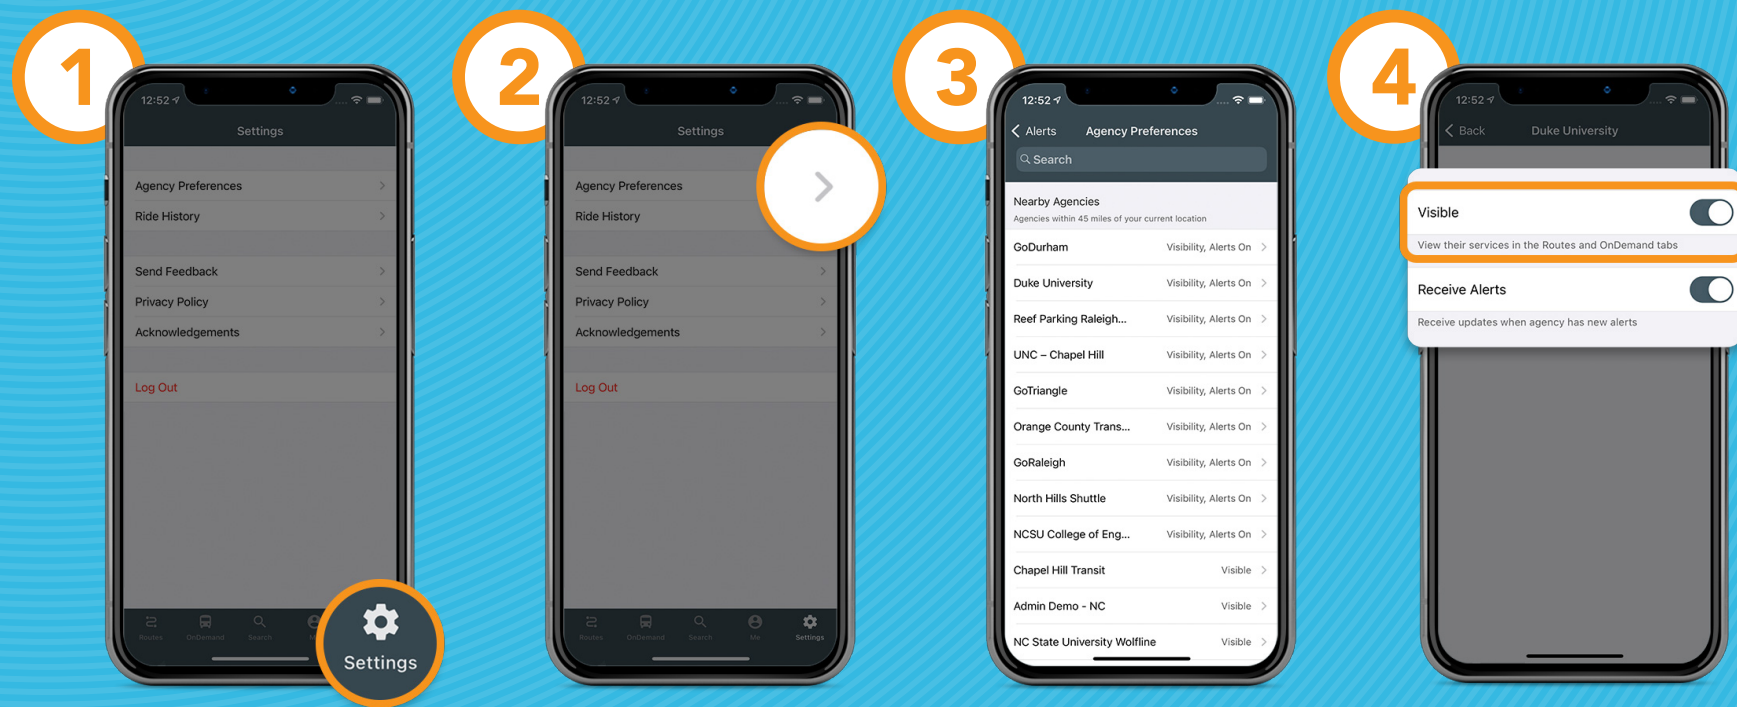 1
12:52
Settings
Agency Preferences
Ride History
Send Feedback
Privacy Policy
Acknowledgements
Log Out
Routes
OnDemand
Search
Settings
2
12:52
Settings
Agency Preferences
Ride History
Send Feedback
Privacy Policy
Acknowledgements
Log Out
Routes
OnDemand
Search
Me
Settings
3
12:52
Alerts Agency Preferences
Search
Nearby Agencies
Agencies within 45 miles of your current location
GoDurham Visibility, Alerts On
Duke University Visibility, Alerts On
Reef Parking Raleigh... Visibility, Alerts On
UNC – Chapel Hill Visibility, Alerts On
GoTriangle Visibility, Alerts On
Orange County Trans... Visibility, Alerts On
GoRaleigh Visibility, Alerts On
North Hills Shuttle Visibility, Alerts On
NCSU College of Eng... Visibility, Alerts On
Chapel Hill Transit Visible
Admin Demo - NC Visible
NC State University Wolfline Visible
4
12:52
Back Duke University
Visible
View their services in the Routes and OnDemand tabs
Receive Alerts
Receive updates when agency has new alerts